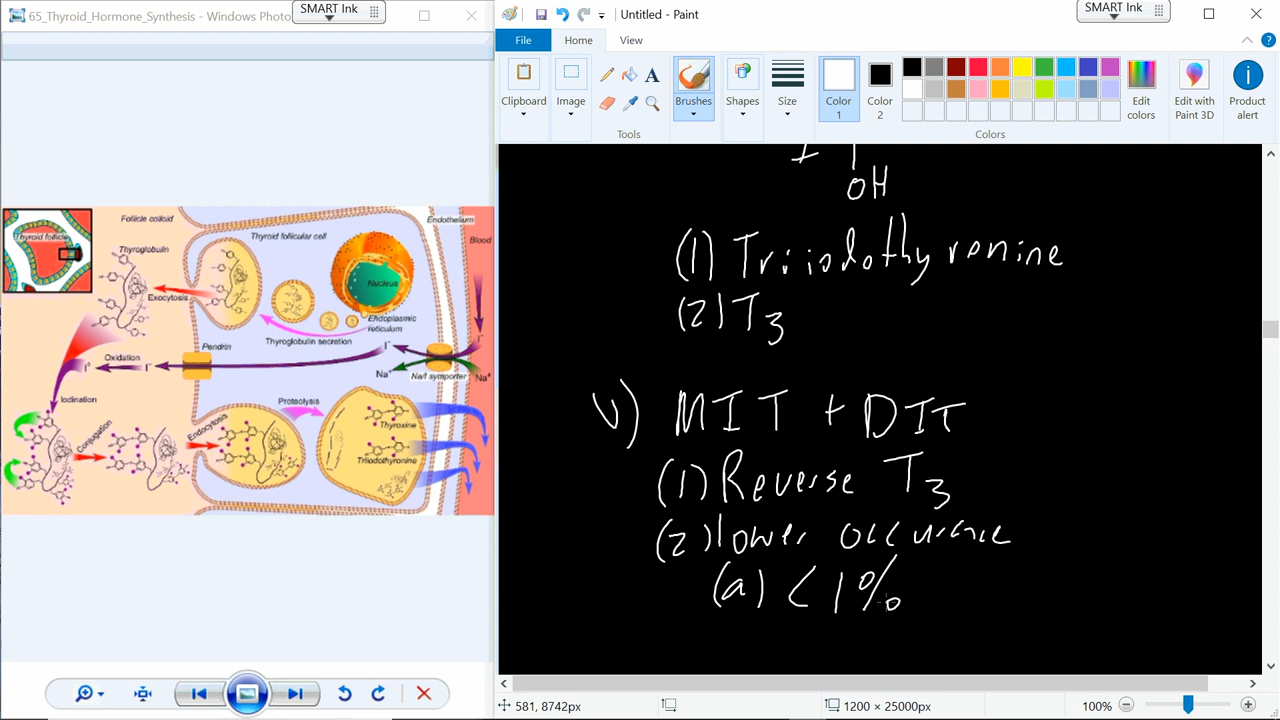 65_Thyroid_Hormone_Synthesis - Windows Photo
SMART Ink
Untitled - Paint
SMART Ink
File
Home
View
Clipboard
Image
Tools
Brushes
Shapes
Size
Color 1
Color 2
Colors
Edit colors
Edit with Paint 3D
Product alert
Thyroid follicle
Follicle colloid
Thyroglobulin
Exocytosis
Thyroid follicular cell
Nucleus
Endoplasmic reticulum
Thyroglobulin secretion
Endothelium
Blood
Pendrin
Oxidation
I⁰
I⁻
I⁻
I⁻
Na⁺
Na/I symporter
Na⁺
Iodination
Conjugation
Endocytosis
Proteolysis
Thyroxine
Triiodothyronine
I
OH
(1) Triiodothyronine
(2) T3
v) MIT + DIT
(1) Reverse T3
(2) lower occurance
(a) < 1%
581, 8742px
1200 × 25000px
100%